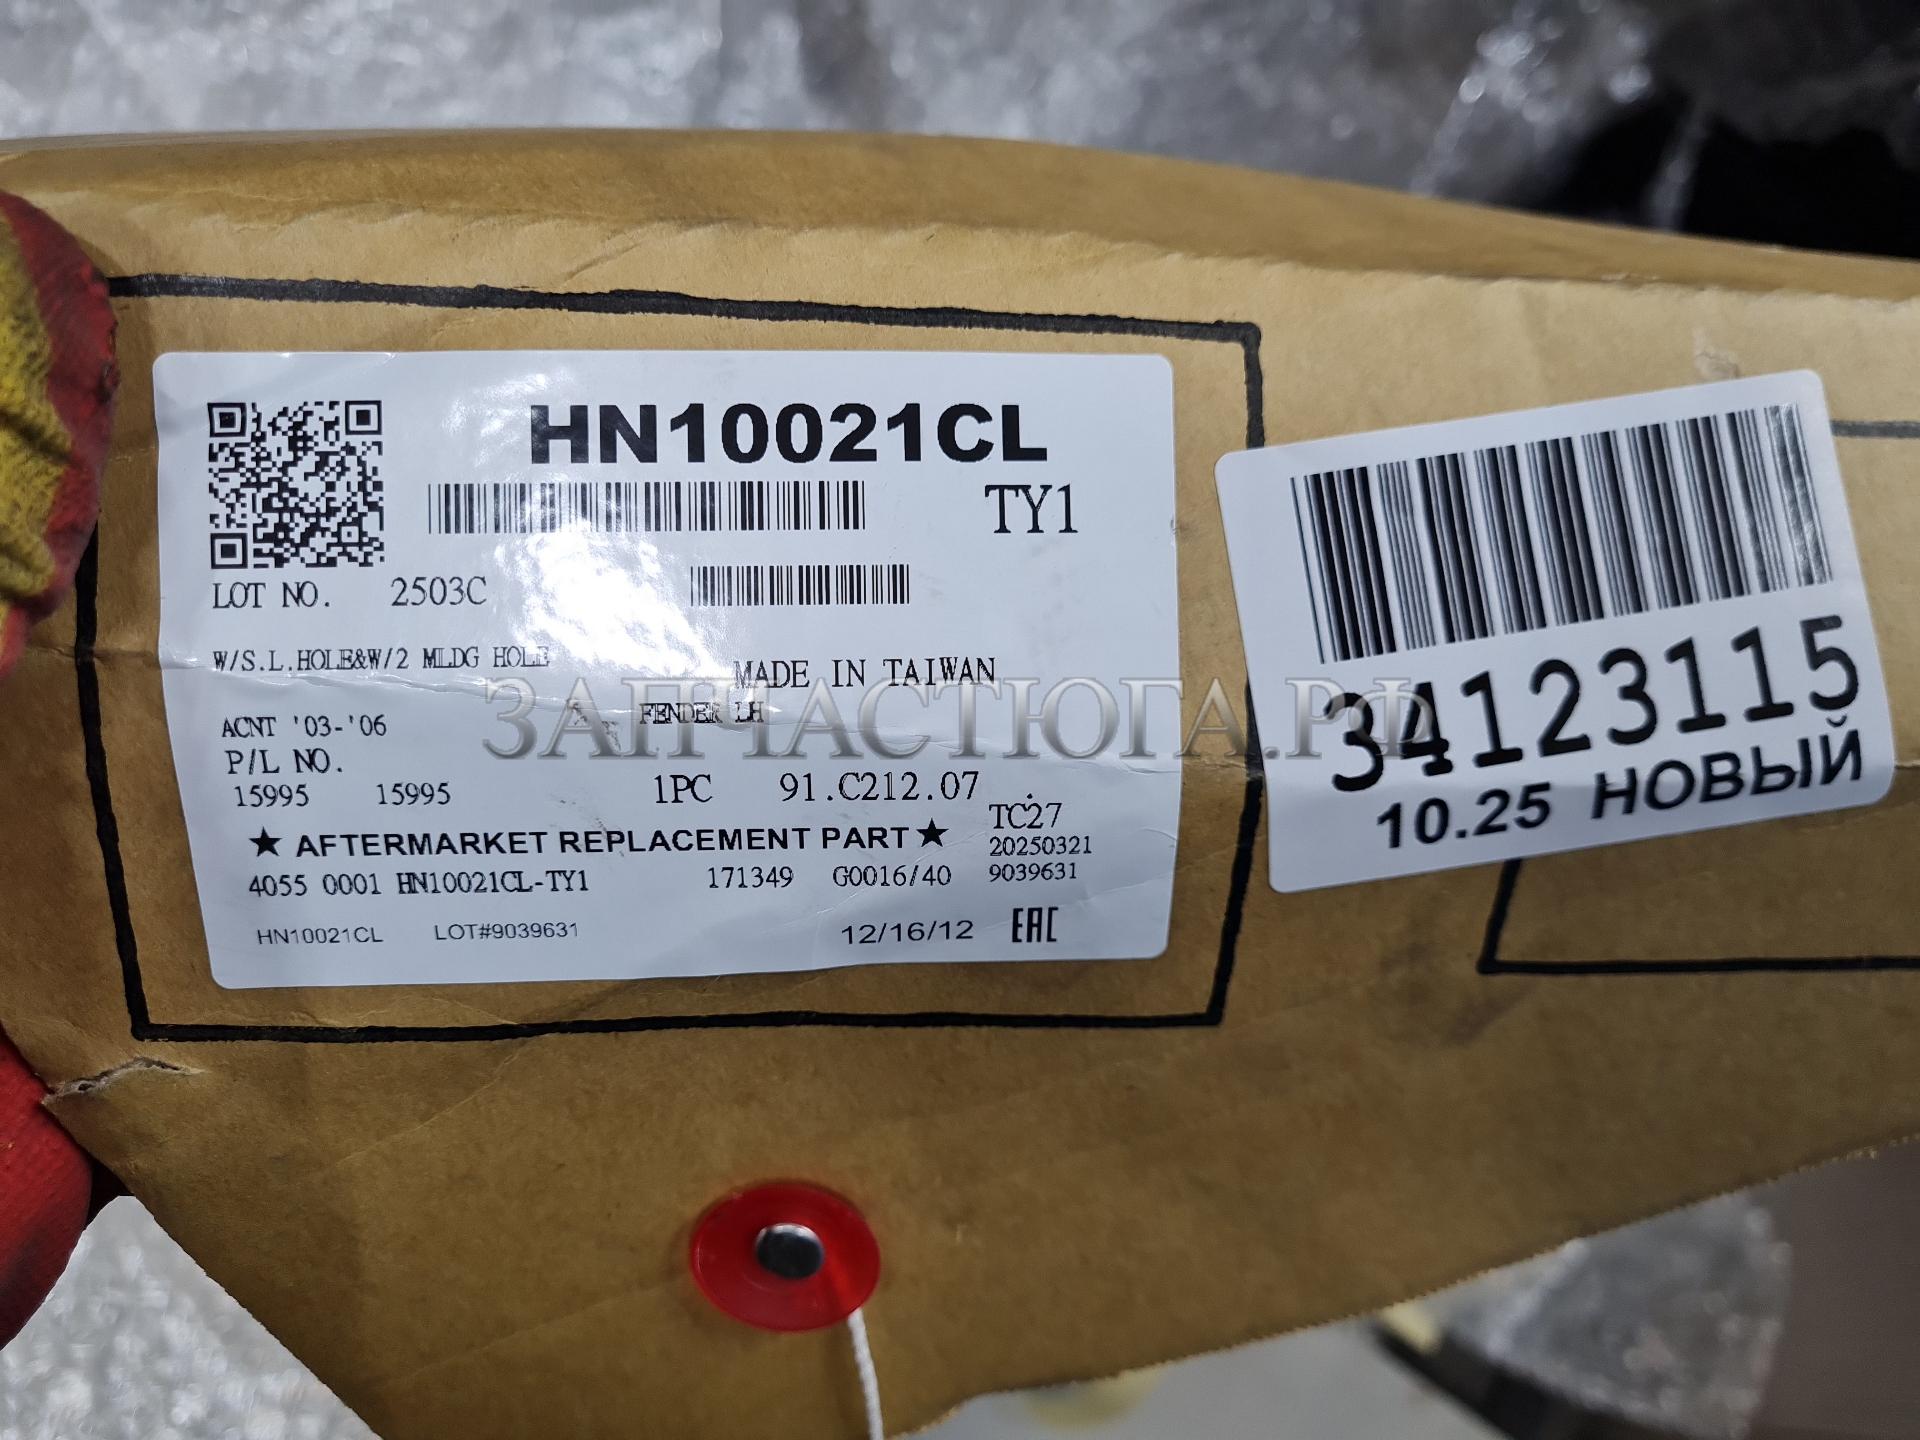 HN10021CL
TY1
LOT NO. 2503C
W/S.L.HOLE&W/2 MLDG HOLE
MADE IN TAIWAN
ACNT '03-'06
FENDER LH
P/L NO.
15995 15995
1PC 91.C212.07
TC27
★ AFTERMARKET REPLACEMENT PART ★
20250321
4055 0001 HN10021CL-TY1 171349 G0016/40 9039631
HN10021CL LOT#9039631 12/16/12 EAC
34123115
10.25 НОВЫЙ
ЗАПЧАСТЮГА.РФ